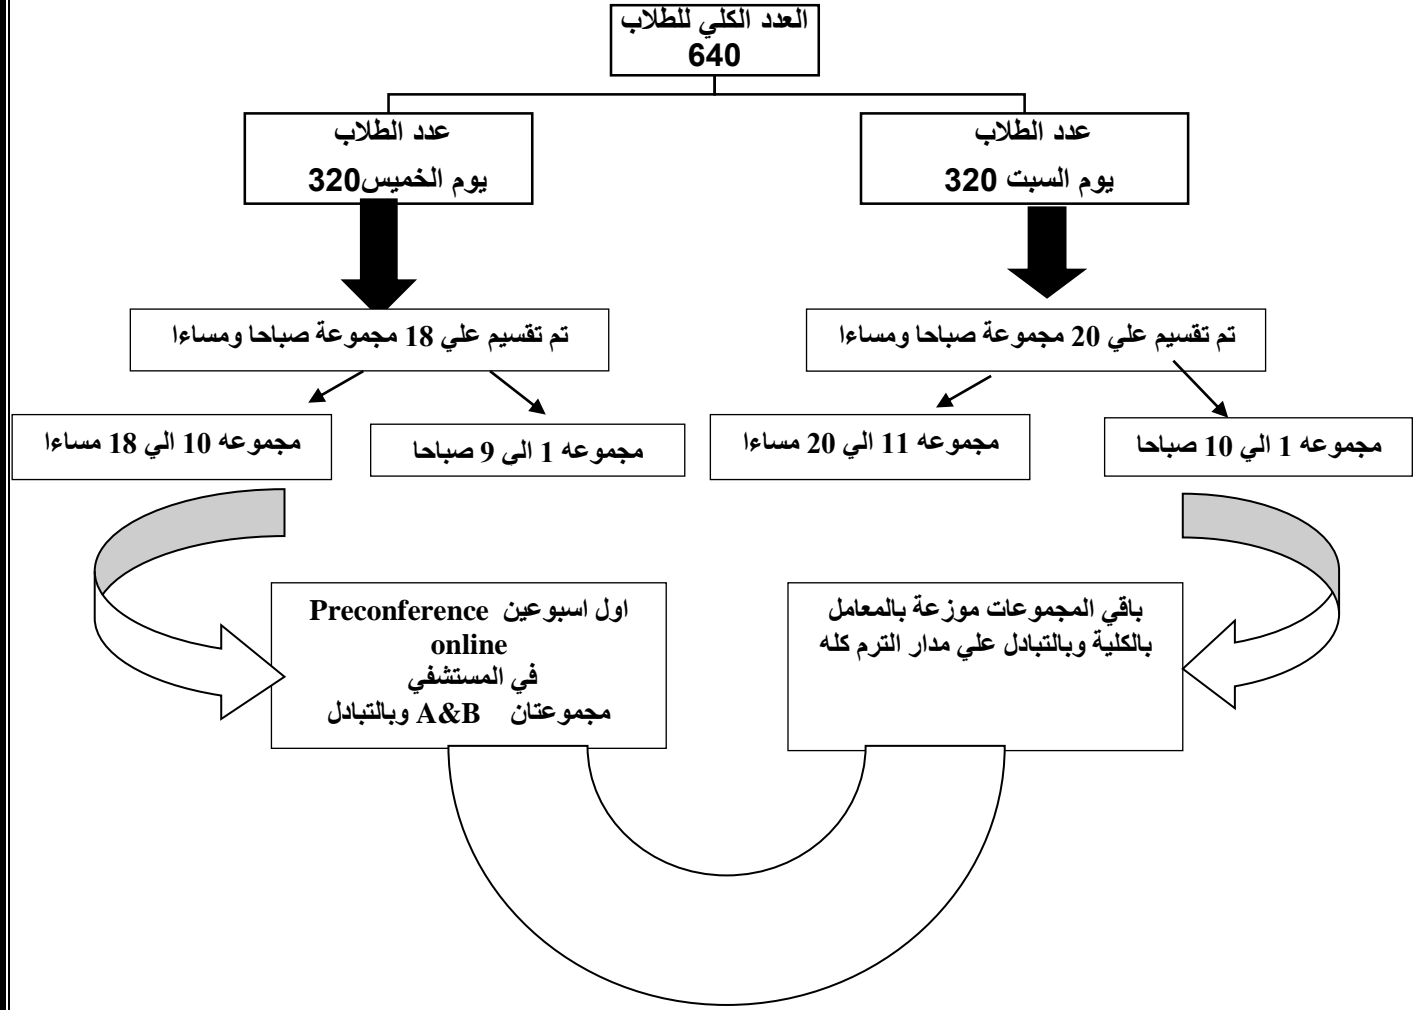 العدد الكلي للطلاب
640
عدد الطلاب
يوم السبت 320
عدد الطلاب
يوم الخميس320
تم تقسيم علي 20 مجموعة صباحا ومساءا
تم تقسيم علي 18 مجموعة صباحا ومساءا
مجموعه 1 الي 10 صباحا
مجموعه 11 الي 20 مساءا
مجموعه 1 الى 9 صباحا
مجموعه 10 الي 18 مساءا
باقي المجموعات موزعة بالمعامل
بالكلية وبالتبادل علي مدار الترم كله
اول اسبوعين Preconference
online
في المستشفي
مجموعتان A&B وبالتبادل